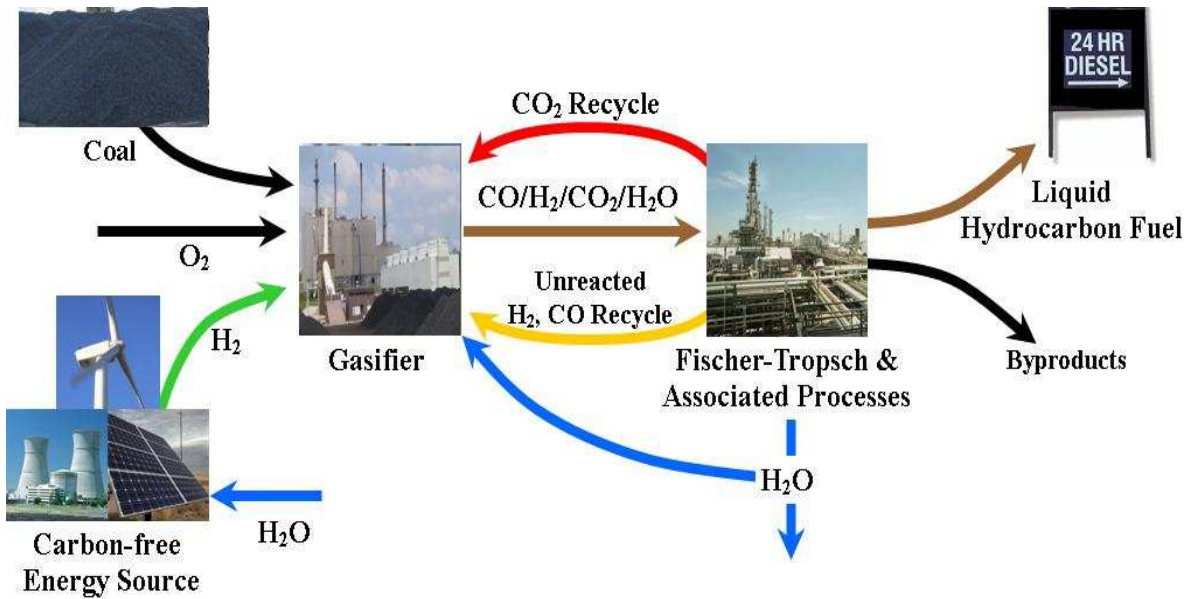 24 HR
DIESEL
Coal
CO₂ Recycle
CO/H₂/CO₂/H₂O
O₂
Liquid
Hydrocarbon Fuel
Unreacted
H₂, CO Recycle
H₂
Gasifier
Fischer-Tropsch &
Associated Processes
Byproducts
H₂O
H₂O
Carbon-free
Energy Source